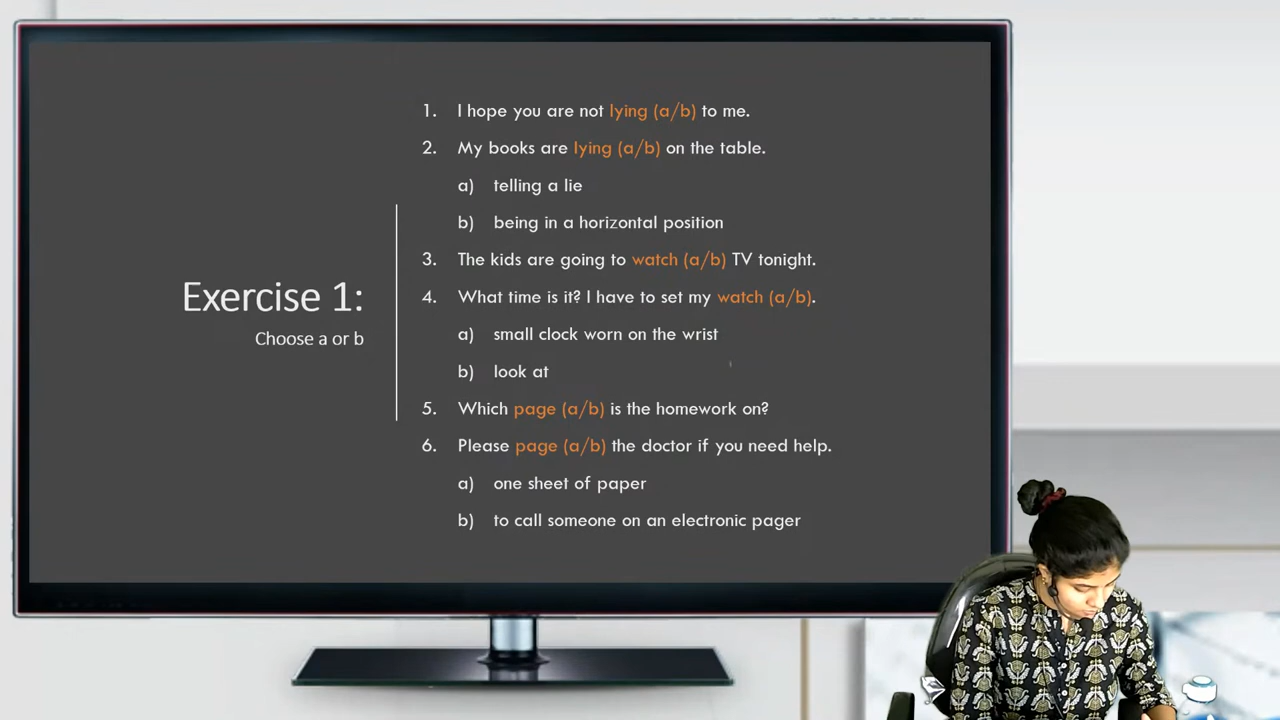 1. I hope you are not lying (a/b) to me.
2. My books are lying (a/b) on the table.
a) telling a lie
b) being in a horizontal position
3. The kids are going to watch (a/b) TV tonight.
4. What time is it? I have to set my watch (a/b).
a) small clock worn on the wrist
b) look at
5. Which page (a/b) is the homework on?
6. Please page (a/b) the doctor if you need help.
a) one sheet of paper
b) to call someone on an electronic pager
Exercise 1:
Choose a or b